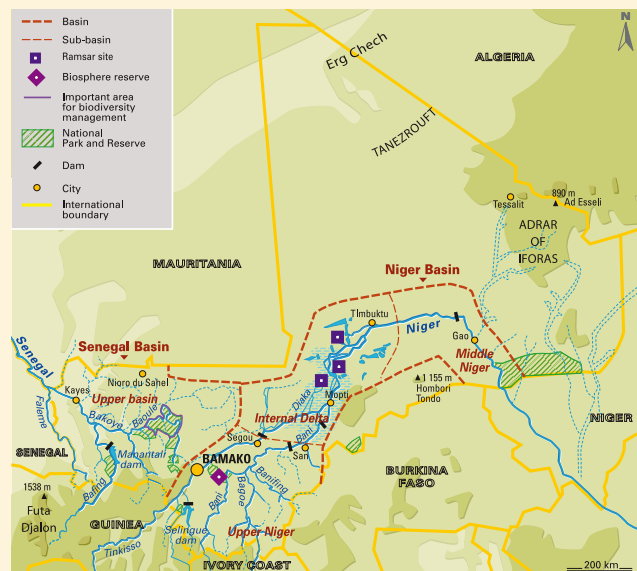 Basin
Sub-basin
Ramsar site
Biosphere reserve
Important area
for biodiversity
management
National
Park and Reserve
Dam
City
International
boundary
N
Erg Chech
ALGERIA
TANEZROUFT
890 m
Ad Esseli
Tessalit
ADRAR
OF
IFORAS
MAURITANIA
Niger Basin
Timbuktu
Niger
Senegal Basin
Gao
Middle
Niger
Senegal
Nioro du Sahel
Kayes
Upper basin
1 155 m
Hombori
Tondo
Diaka
Mopti
Faleme
Bakoye
Baoule
Internal Delta
NIGER
Segou
Bani
San
SENEGAL
Manantali
dam
BAMAKO
BURKINA
FASO
1538 m
Futa
Djalon
Bafing
Bani
Bagoe
Banifing
GUINEA
Selingue
dam
Upper Niger
Tinkisso
IVORY COAST
200 km